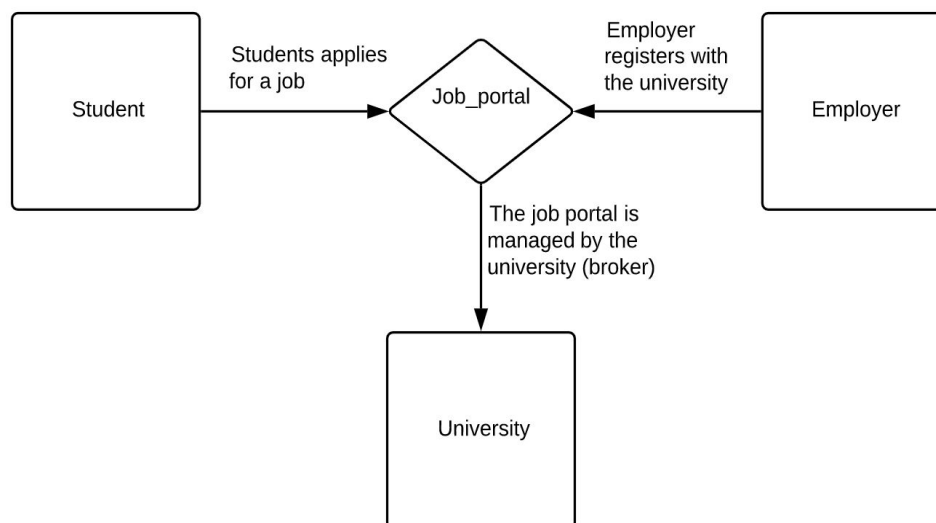 Students applies
for a job
Student
Job_portal
Employer
registers with
the university
Employer
The job portal is
managed by the
university (broker)
University